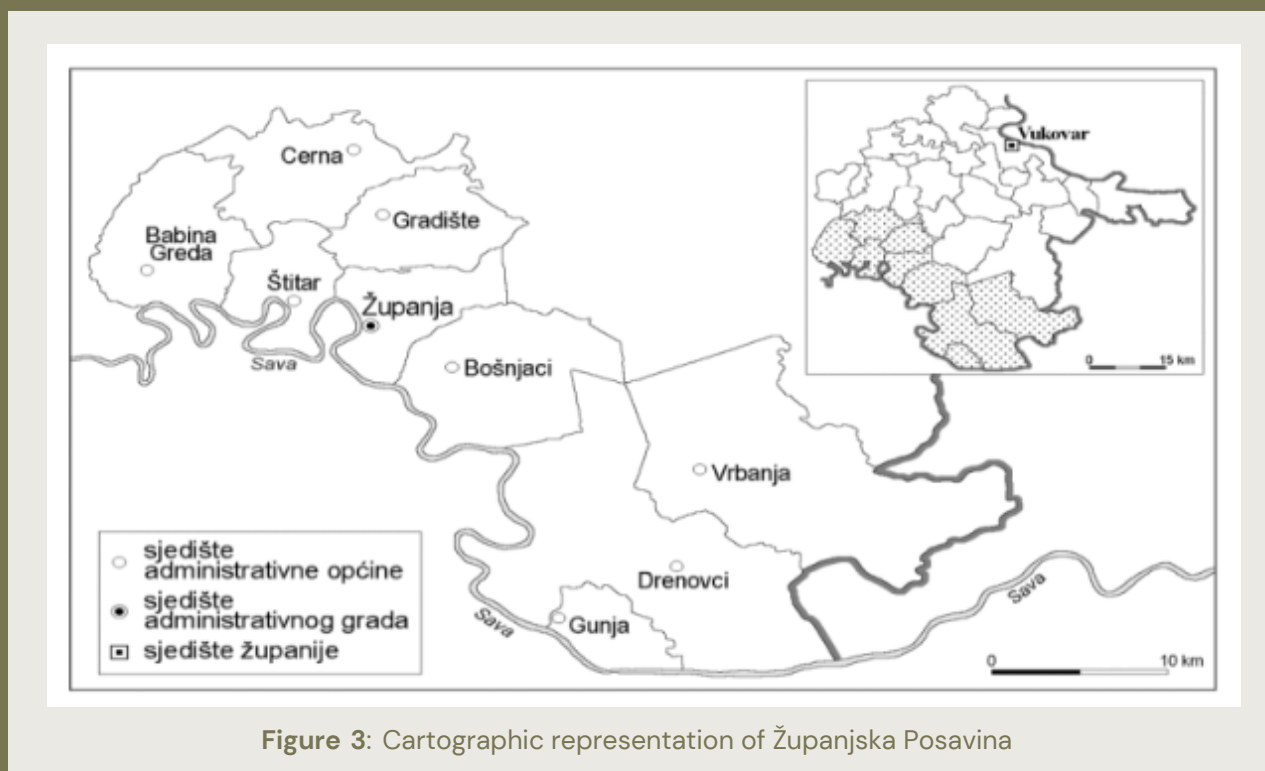 Vukovar
0 15 km
Cerna
Gradište
Babina
Greda
Štitar
Županja
Sava
Bošnjaci
Vrbanja
Drenovci
Gunja
Sava
Sava
0 10 km
sjedište
administrativne općine
sjedište
administrativnog grada
sjedište županije
Figure 3: Cartographic representation of Županjska Posavina